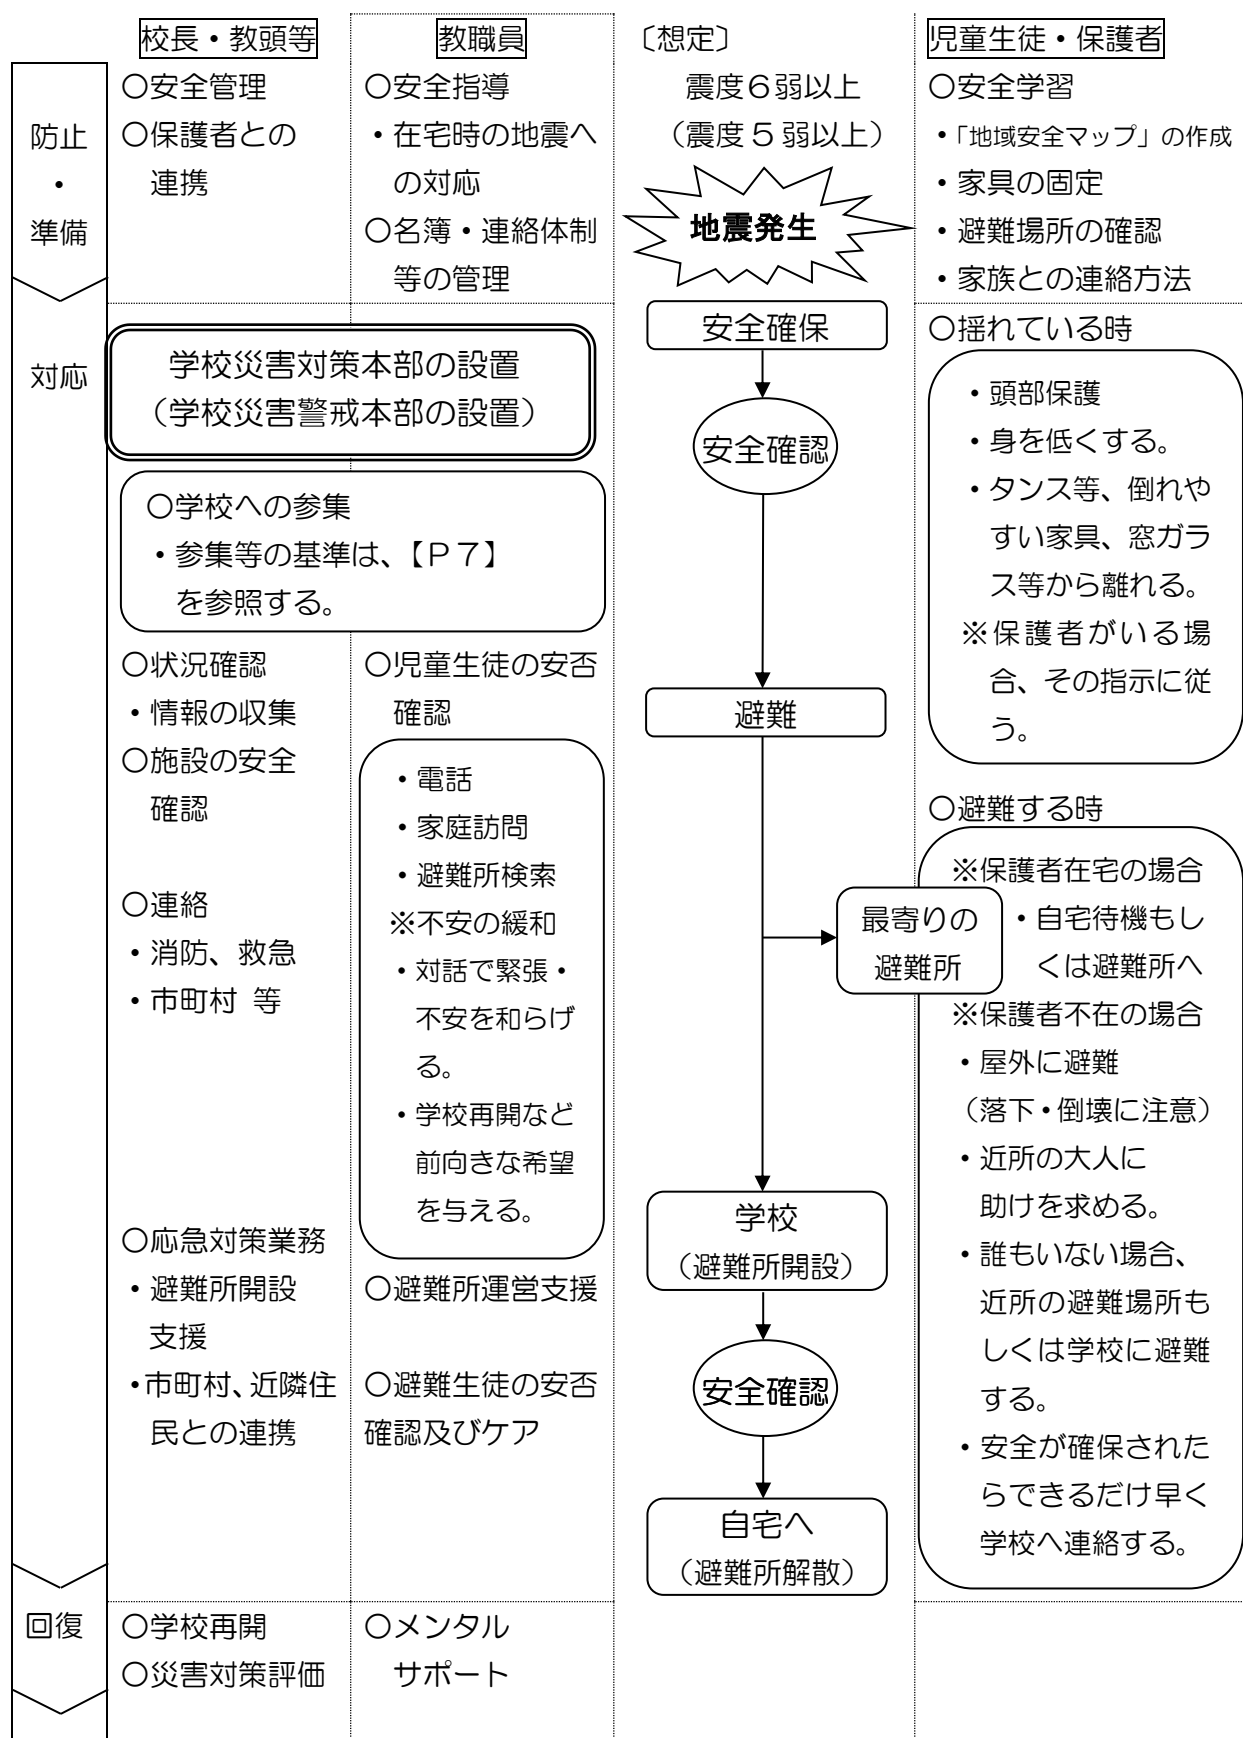 校長・教頭等
教職員
〔想定〕
児童生徒・保護者
防止
・
準備
対応
回復
〇安全管理
〇保護者との
連携
〇安全指導
・在宅時の地震へ
の対応
〇名簿・連絡体制
等の管理
震度６弱以上
（震度５弱以上）
地震発生
〇安全学習
・「地域安全マップ」の作成
・家具の固定
・避難場所の確認
・家族との連絡方法
学校災害対策本部の設置
（学校災害警戒本部の設置）
〇学校への参集
・参集等の基準は、【Ｐ７】
を参照する。
〇状況確認
・情報の収集
〇施設の安全
確認
〇連絡
・消防、救急
・市町村 等
〇応急対策業務
・避難所開設
支援
・市町村、近隣住
民との連携
〇児童生徒の安否
確認
・電話
・家庭訪問
・避難所検索
※不安の緩和
・対話で緊張・
不安を和らげ
る。
・学校再開など
前向きな希望
を与える。
〇避難所運営支援
〇避難生徒の安否
確認及びケア
安全確保
安全確認
避難
最寄りの
避難所
学校
（避難所開設）
安全確認
自宅へ
（避難所解散）
〇揺れている時
・頭部保護
・身を低くする。
・タンス等、倒れや
すい家具、窓ガラ
ス等から離れる。
※保護者がいる場
合、その指示に従
う。
〇避難する時
※保護者在宅の場合
・自宅待機もし
くは避難所へ
※保護者不在の場合
・屋外に避難
（落下・倒壊に注意）
・近所の大人に
助けを求める。
・誰もいない場合、
近所の避難場所も
しくは学校に避難
する。
・安全が確保された
らできるだけ早く
学校へ連絡する。
〇学校再開
〇災害対策評価
〇メンタル
サポート